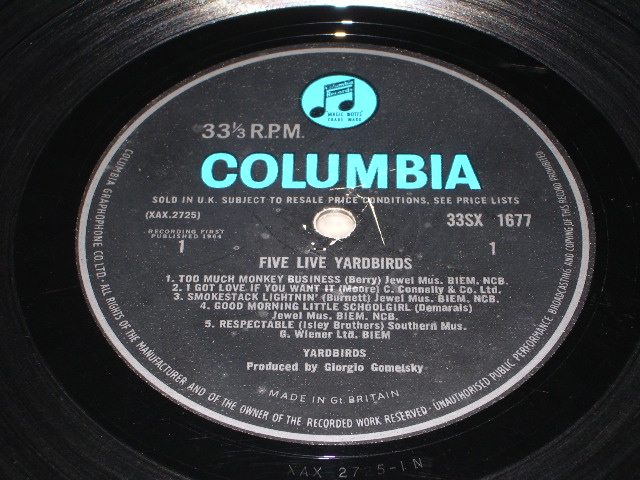 Columbia
Records
MAGIC NOTES
TRADE MARK
33⅓ R.P.M.
COLUMBIA
SOLD IN U.K. SUBJECT TO RESALE PRICE CONDITIONS, SEE PRICE LISTS
(XAX.2725)
33SX 1677
RECORDING FIRST
PUBLISHED 1964
1
1
FIVE LIVE YARDBIRDS
1. TOO MUCH MONKEY BUSINESS (Berry) Jewel Mus. BIEM, NCB.
2. I GOT LOVE IF YOU WANT IT (Moore) C. Connelly & Co. Ltd.
3. SMOKESTACK LIGHTNIN' (Burnett) Jewel Mus. BIEM, NCB.
4. GOOD MORNING LITTLE SCHOOLGIRL (Demarais)
Jewel Mus. BIEM. NCB.
5. RESPECTABLE (Isley Brothers) Southern Mus.
G. Wiener Ltd. BIEM
YARDBIRDS
Produced by Giorgio Gomelsky
MADE IN Gt. BRITAIN
COLUMBIA GRAPHOPHONE CO. LTD. · ALL RIGHTS OF THE MANUFACTURER AND OF THE OWNER OF THE RECORDED WORK RESERVED · UNAUTHORISED PUBLIC PERFORMANCE BROADCASTING AND COPYING OF THIS RECORD PROHIBITED
XAX 2725-1N